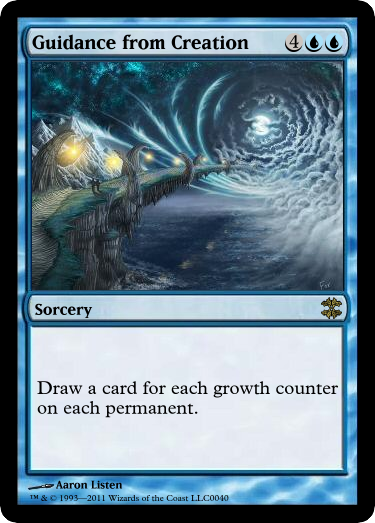 Guidance from Creation 4
Sorcery
Draw a card for each growth counter
on each permanent.
Aaron Listen
™ & © 1993—2011 Wizards of the Coast LLC0040